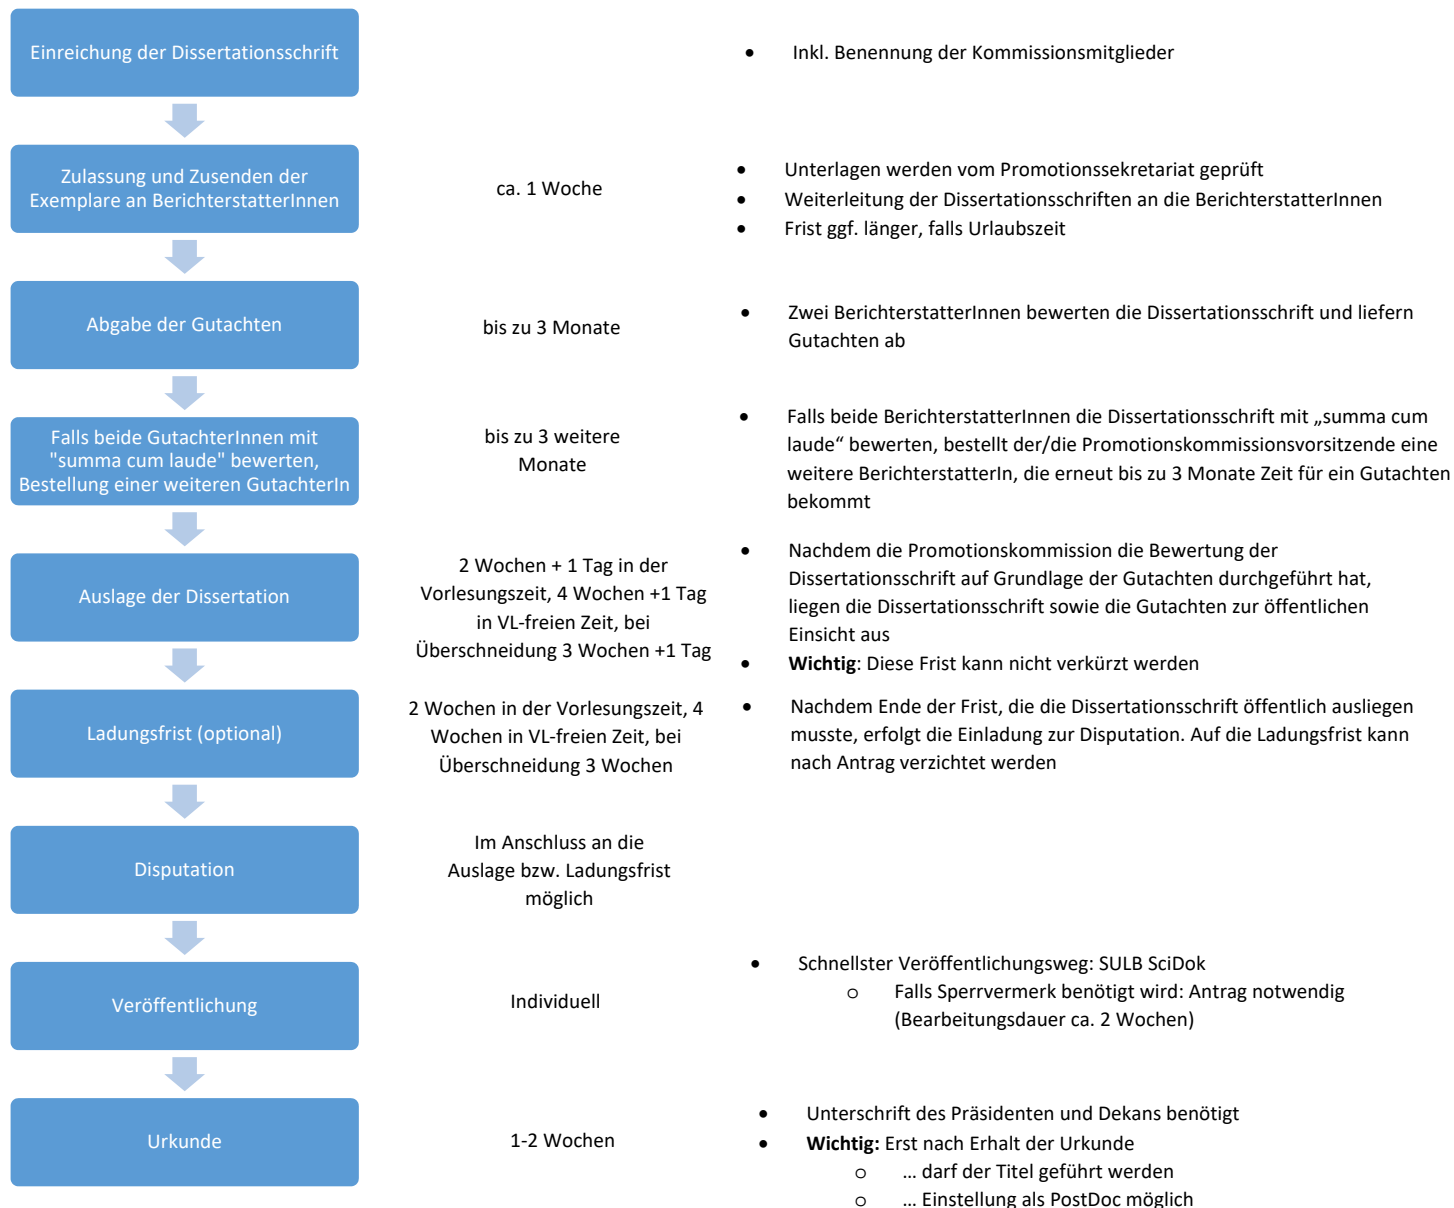 Einreichung der Dissertationsschrift
• Inkl. Benennung der Kommissionsmitglieder
Zulassung und Zusenden der
Exemplare an BerichterstatterInnen
ca. 1 Woche
• Unterlagen werden vom Promotionssekretariat geprüft
• Weiterleitung der Dissertationsschriften an die BerichterstatterInnen
• Frist ggf. länger, falls Urlaubszeit
Abgabe der Gutachten
bis zu 3 Monate
• Zwei BerichterstatterInnen bewerten die Dissertationsschrift und liefern
Gutachten ab
Falls beide GutachterInnen mit
"summa cum laude" bewerten,
Bestellung einer weiteren GutachterIn
bis zu 3 weitere
Monate
• Falls beide BerichterstatterInnen die Dissertationsschrift mit „summa cum
laude“ bewerten, bestellt der/die Promotionskommissionsvorsitzende eine
weitere BerichterstatterIn, die erneut bis zu 3 Monate Zeit für ein Gutachten
bekommt
Auslage der Dissertation
2 Wochen + 1 Tag in der
Vorlesungszeit, 4 Wochen +1 Tag
in VL-freien Zeit, bei
Überschneidung 3 Wochen +1 Tag
• Nachdem die Promotionskommission die Bewertung der
Dissertationsschrift auf Grundlage der Gutachten durchgeführt hat,
liegen die Dissertationsschrift sowie die Gutachten zur öffentlichen
Einsicht aus
• Wichtig: Diese Frist kann nicht verkürzt werden
Ladungsfrist (optional)
2 Wochen in der Vorlesungszeit, 4
Wochen in VL-freien Zeit, bei
Überschneidung 3 Wochen
• Nachdem Ende der Frist, die die Dissertationsschrift öffentlich ausliegen
musste, erfolgt die Einladung zur Disputation. Auf die Ladungsfrist kann
nach Antrag verzichtet werden
Disputation
Im Anschluss an die
Auslage bzw. Ladungsfrist
möglich
Veröffentlichung
Individuell
• Schnellster Veröffentlichungsweg: SULB SciDok
o Falls Sperrvermerk benötigt wird: Antrag notwendig
(Bearbeitungsdauer ca. 2 Wochen)
Urkunde
1-2 Wochen
• Unterschrift des Präsidenten und Dekans benötigt
• Wichtig: Erst nach Erhalt der Urkunde
o … darf der Titel geführt werden
o … Einstellung als PostDoc möglich